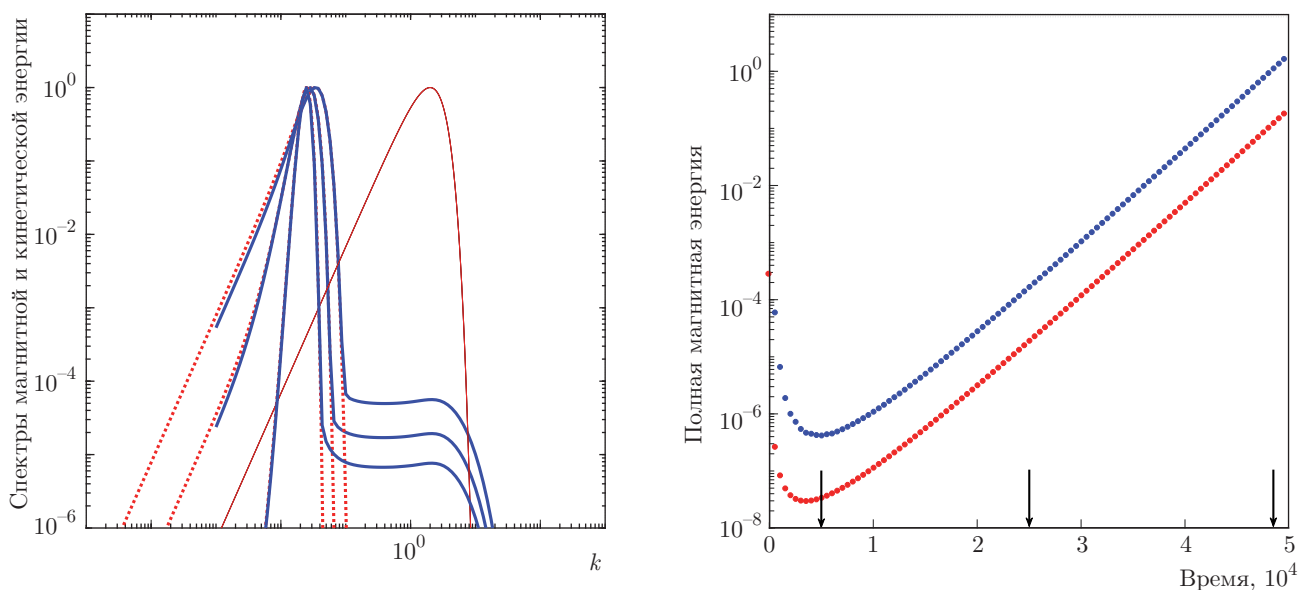 Спектры магнитной и кинетической энергии
10^0
10^{-2}
10^{-4}
10^{-6}
10^0
k
Полная магнитная энергия
10^0
10^{-2}
10^{-4}
10^{-6}
10^{-8}
0 1 2 3 4 5
Время, 10^4